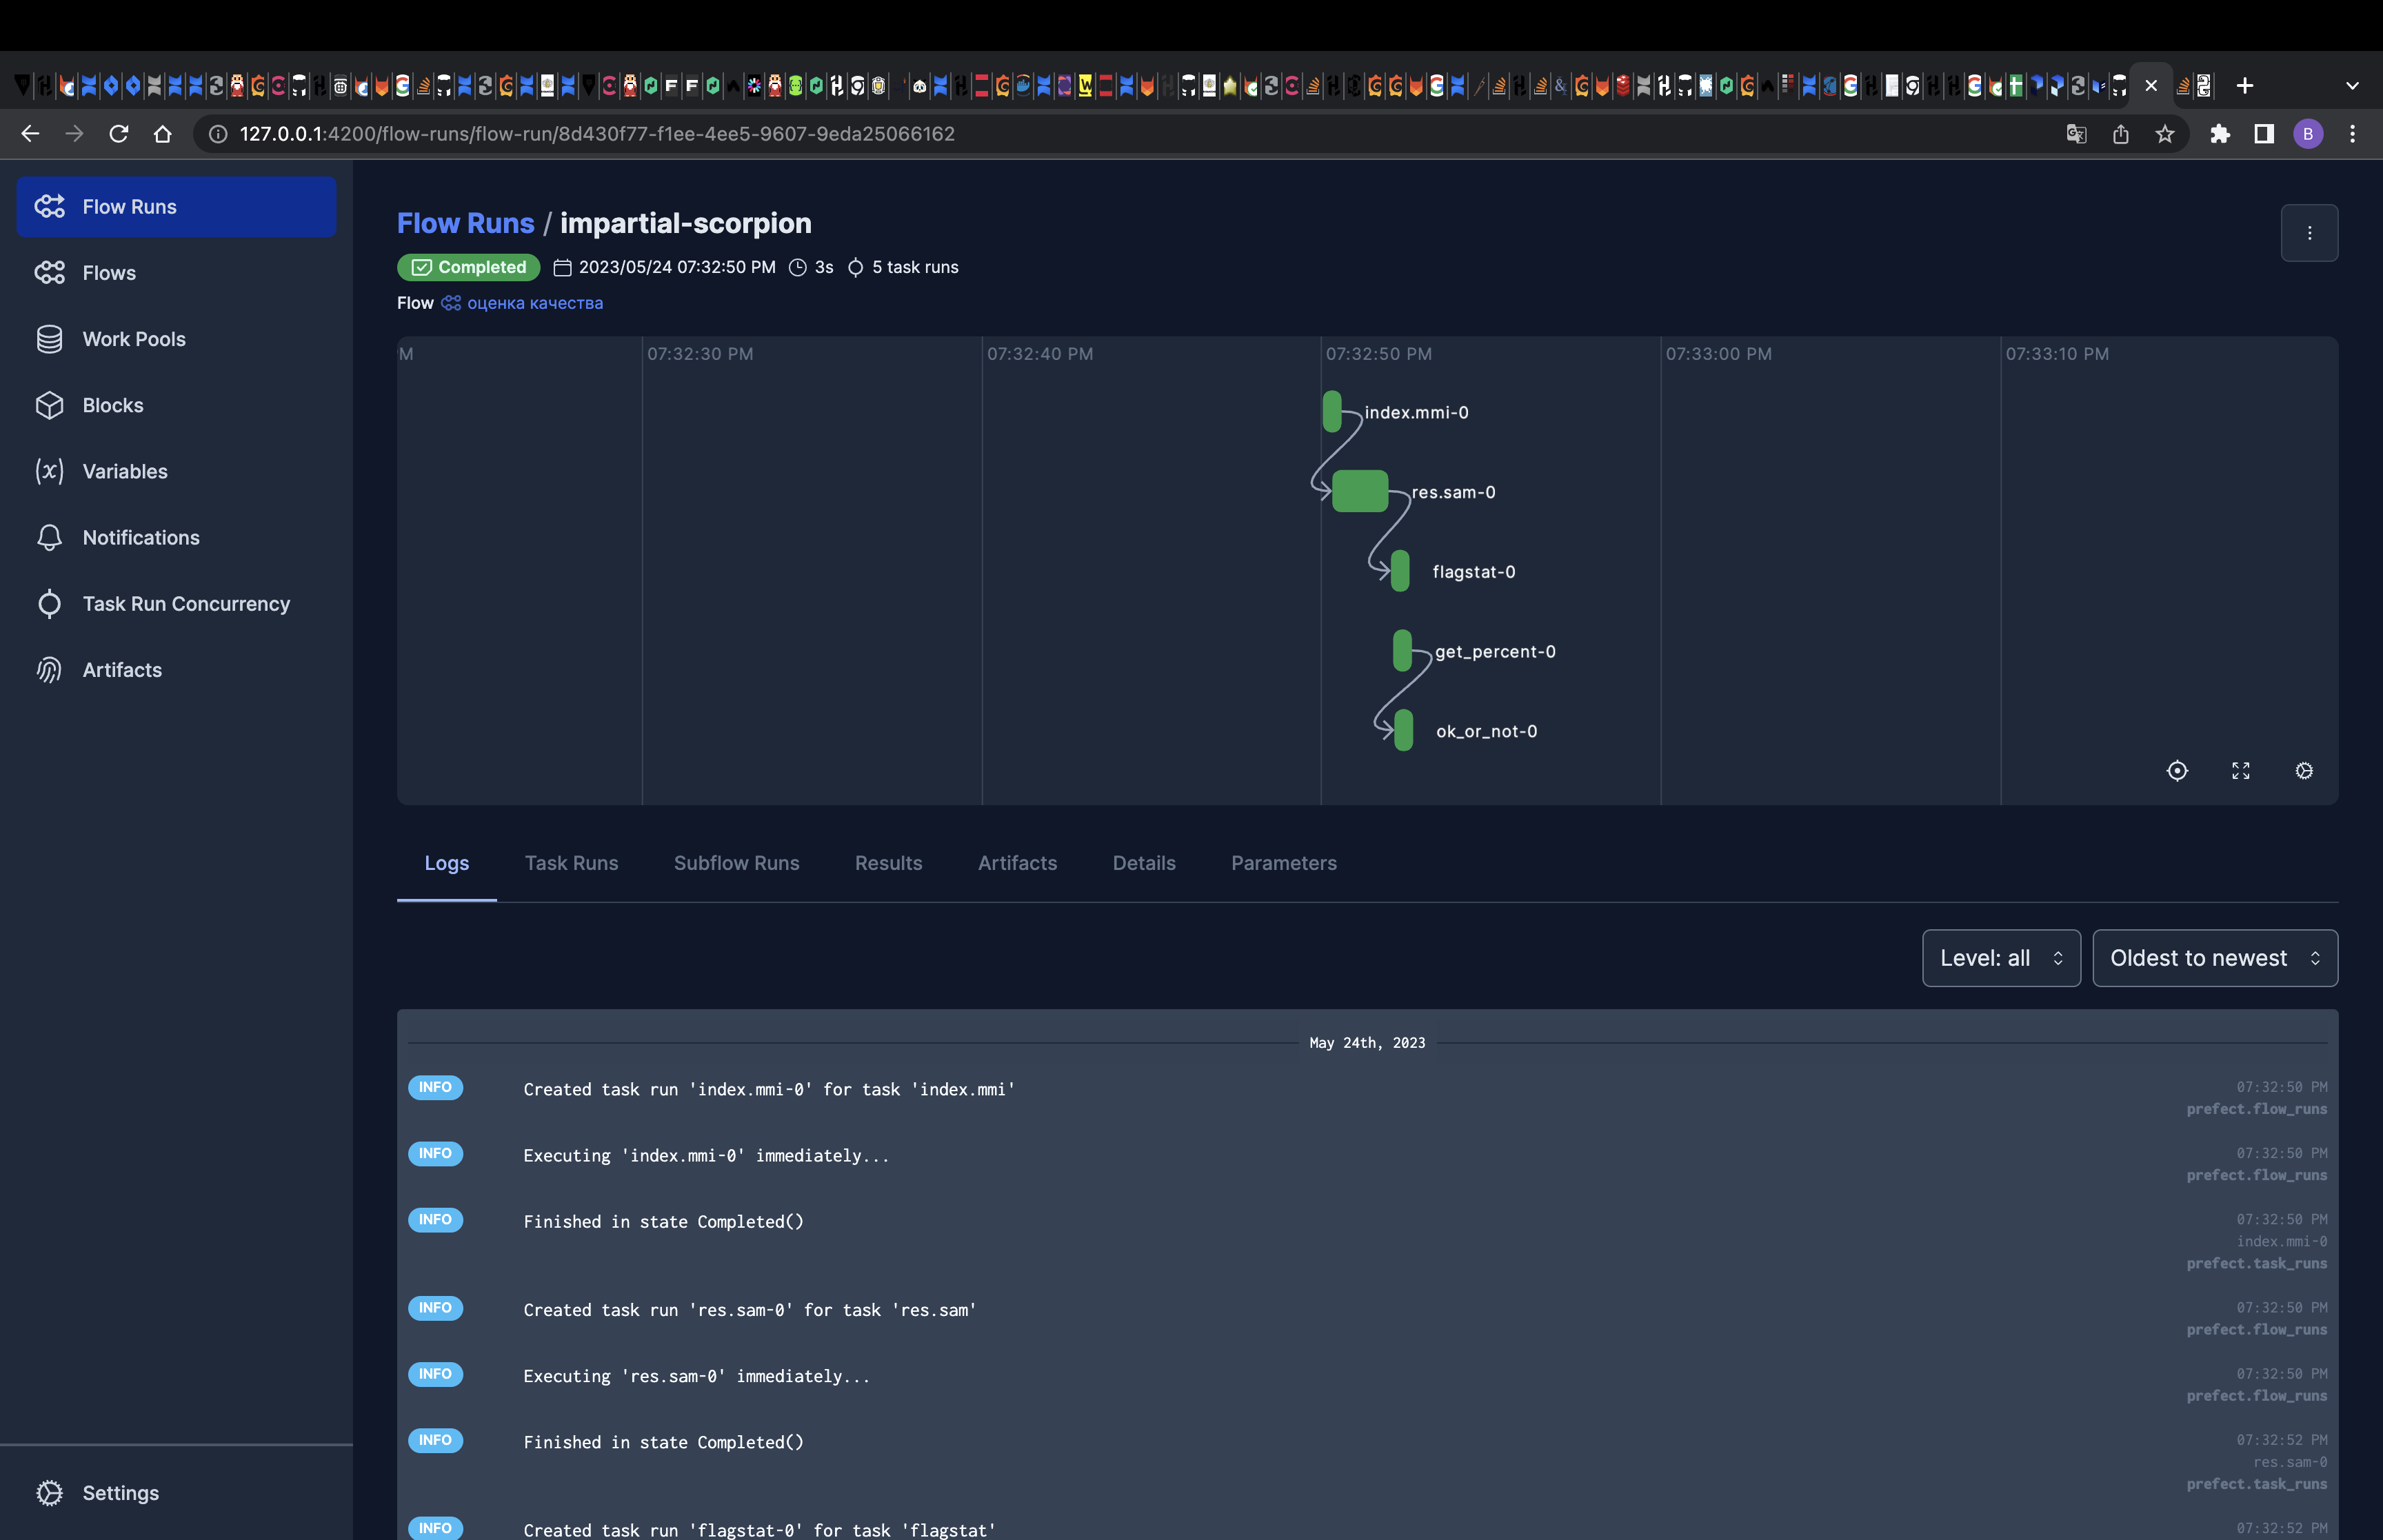 127.0.0.1:4200/flow-runs/flow-run/8d430f77-f1ee-4ee5-9607-9eda25066162
B
Flow Runs
Flows
Work Pools
Blocks
Variables
Notifications
Task Run Concurrency
Artifacts
Settings
Flow Runs / impartial-scorpion
Completed 2023/05/24 07:32:50 PM 3s 5 task runs
Flow оценка качества
M 07:32:30 PM 07:32:40 PM 07:32:50 PM 07:33:00 PM 07:33:10 PM
index.mmi-0
res.sam-0
flagstat-0
get_percent-0
ok_or_not-0
Logs Task Runs Subflow Runs Results Artifacts Details Parameters
Level: all Oldest to newest
May 24th, 2023
INFO Created task run 'index.mmi-0' for task 'index.mmi' 07:32:50 PM
prefect.flow_runs
INFO Executing 'index.mmi-0' immediately... 07:32:50 PM
prefect.flow_runs
INFO Finished in state Completed() 07:32:50 PM
index.mmi-0
prefect.task_runs
INFO Created task run 'res.sam-0' for task 'res.sam' 07:32:50 PM
prefect.flow_runs
INFO Executing 'res.sam-0' immediately... 07:32:50 PM
prefect.flow_runs
INFO Finished in state Completed() 07:32:52 PM
res.sam-0
prefect.task_runs
INFO Created task run 'flagstat-0' for task 'flagstat' 07:32:52 PM